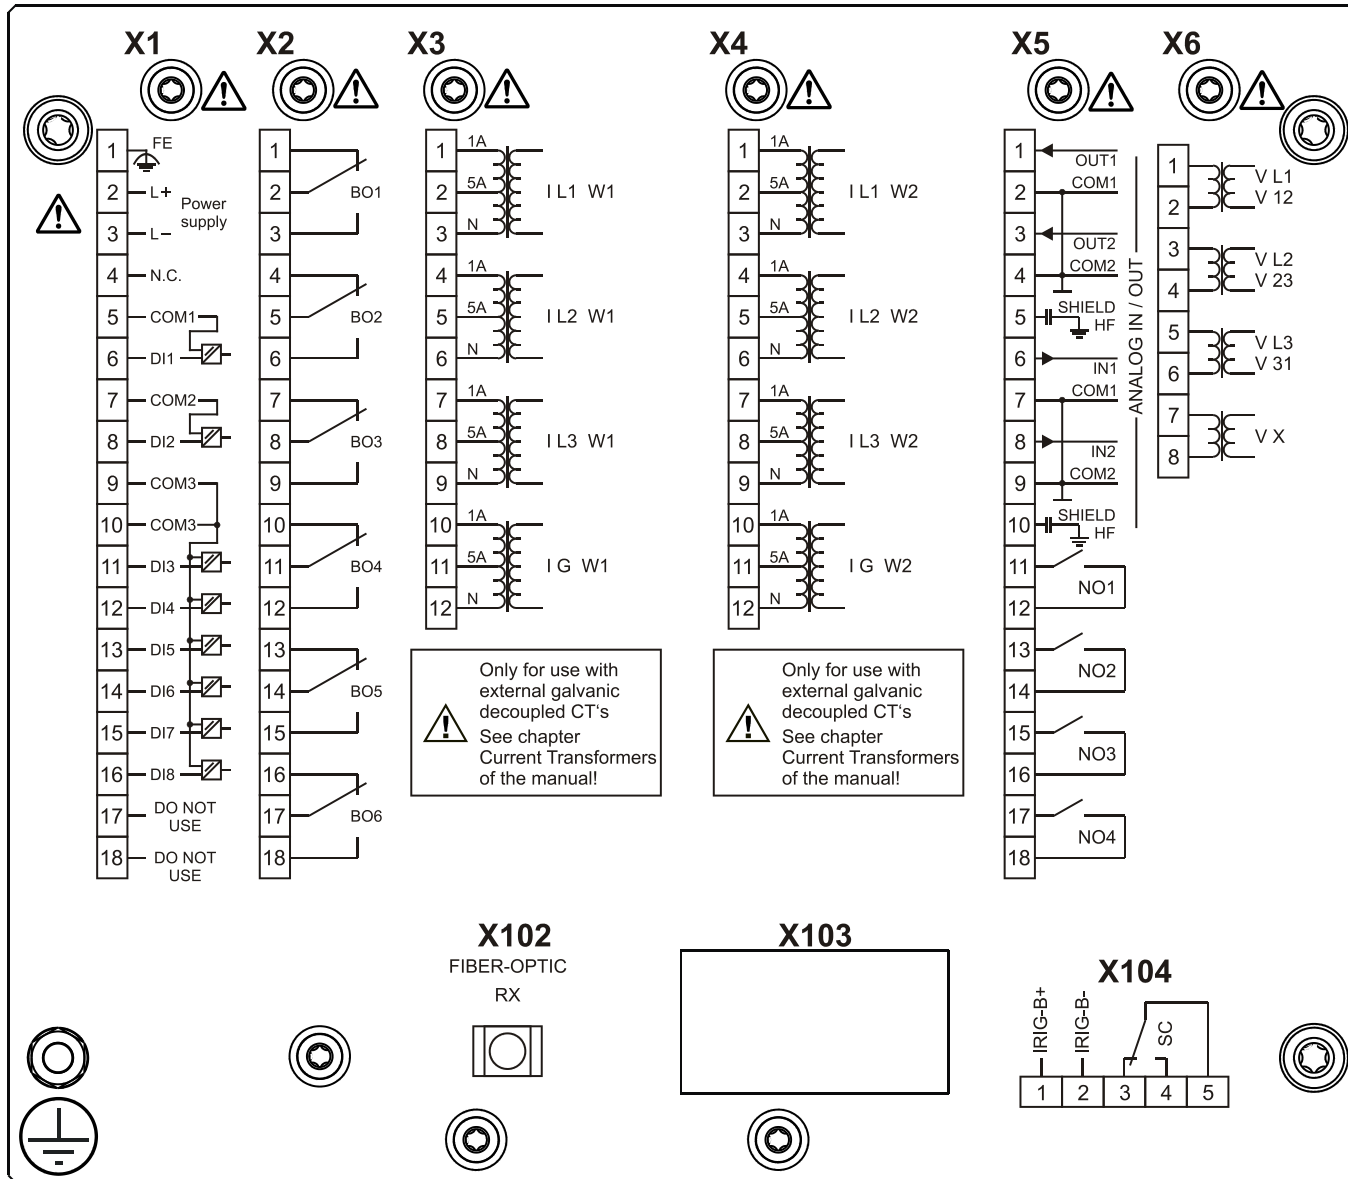 X1
1 FE
2 L+ Power
3 L− supply
4 N.C.
5 COM1
6 DI1
7 COM2
8 DI2
9 COM3
10 COM3
11 DI3
12 DI4
13 DI5
14 DI6
15 DI7
16 DI8
17 DO NOT
USE
18 DO NOT
USE
X2
1
2 BO1
3
4
5 BO2
6
7
8 BO3
9
10
11 BO4
12
13
14 BO5
15
16
17 BO6
18
X3
1 1A
2 5A I L1 W1
3 N
4 1A
5 5A I L2 W1
6 N
7 1A
8 5A I L3 W1
9 N
10 1A
11 5A I G W1
12 N
Only for use with
external galvanic
decoupled CT‘s
See chapter
Current Transformers
of the manual!
X4
1 1A
2 5A I L1 W2
3 N
4 1A
5 5A I L2 W2
6 N
7 1A
8 5A I L3 W2
9 N
10 1A
11 5A I G W2
12 N
Only for use with
external galvanic
decoupled CT‘s
See chapter
Current Transformers
of the manual!
X5
1 OUT1
2 COM1
3 OUT2
4 COM2
5 SHIELD
HF
6 IN1
7 COM1
8 IN2
9 COM2
10 SHIELD
HF
ANALOG IN / OUT
11
NO1
12
13
NO2
14
15
NO3
16
17
NO4
18
X6
1 V L1
2 V 12
3 V L2
4 V 23
5 V L3
6 V 31
7
V X
8
X102
FIBER-OPTIC
RX
X103
X104
IRIG-B+
IRIG-B-
SC
1 2 3 4 5